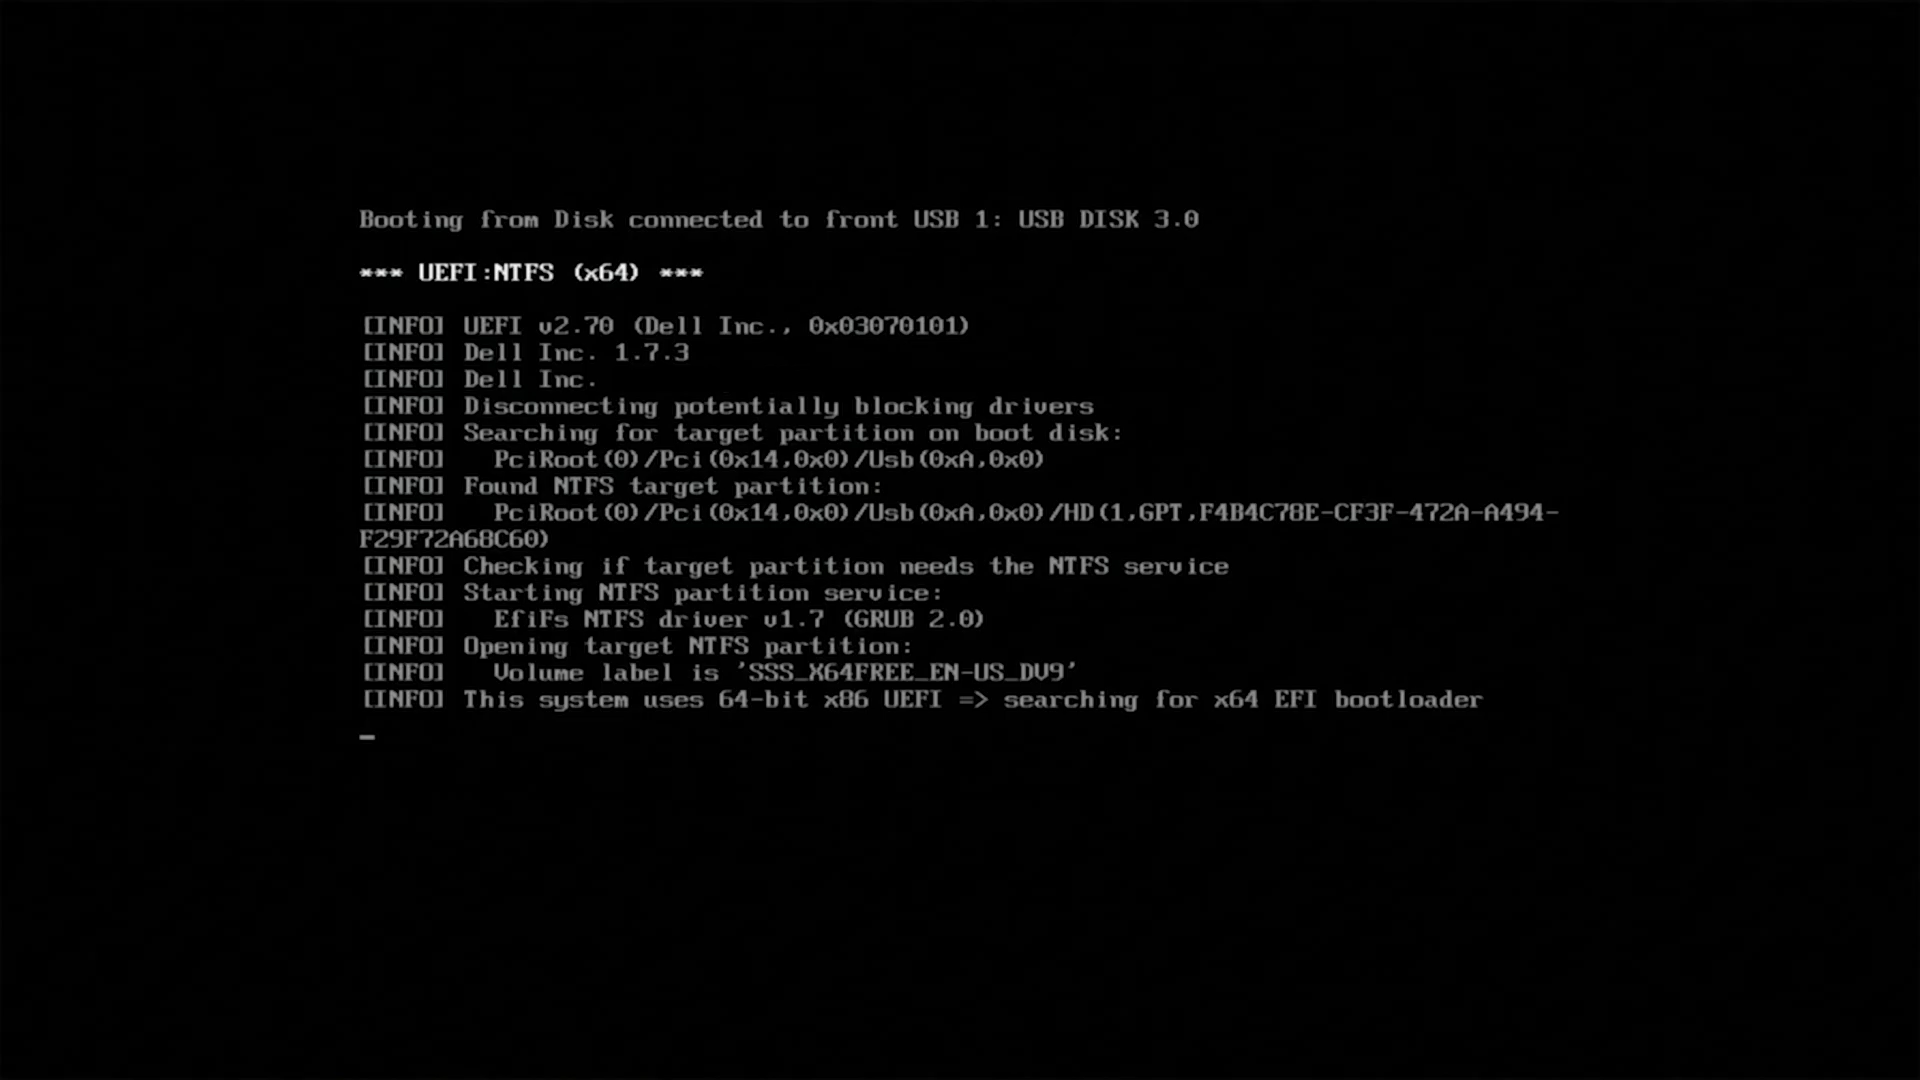 Booting from Disk connected to front USB 1: USB DISK 3.0
*** UEFI:NTFS (x64) ***
[INFO] UEFI v2.70 (Dell Inc., 0x03070101)
[INFO] Dell Inc. 1.7.3
[INFO] Dell Inc.
[INFO] Disconnecting potentially blocking drivers
[INFO] Searching for target partition on boot disk:
[INFO]   PciRoot(0)/Pci(0x14,0x0)/Usb(0xA,0x0)
[INFO] Found NTFS target partition:
[INFO]   PciRoot(0)/Pci(0x14,0x0)/Usb(0xA,0x0)/HD(1,GPT,F4B4C78E-CF3F-472A-A494-
F29F72A68C60)
[INFO] Checking if target partition needs the NTFS service
[INFO] Starting NTFS partition service:
[INFO]   EfiFs NTFS driver v1.7 (GRUB 2.0)
[INFO] Opening target NTFS partition:
[INFO]   Volume label is 'SSS_X64FREE_EN-US_DV9'
[INFO] This system uses 64-bit x86 UEFI => searching for x64 EFI bootloader